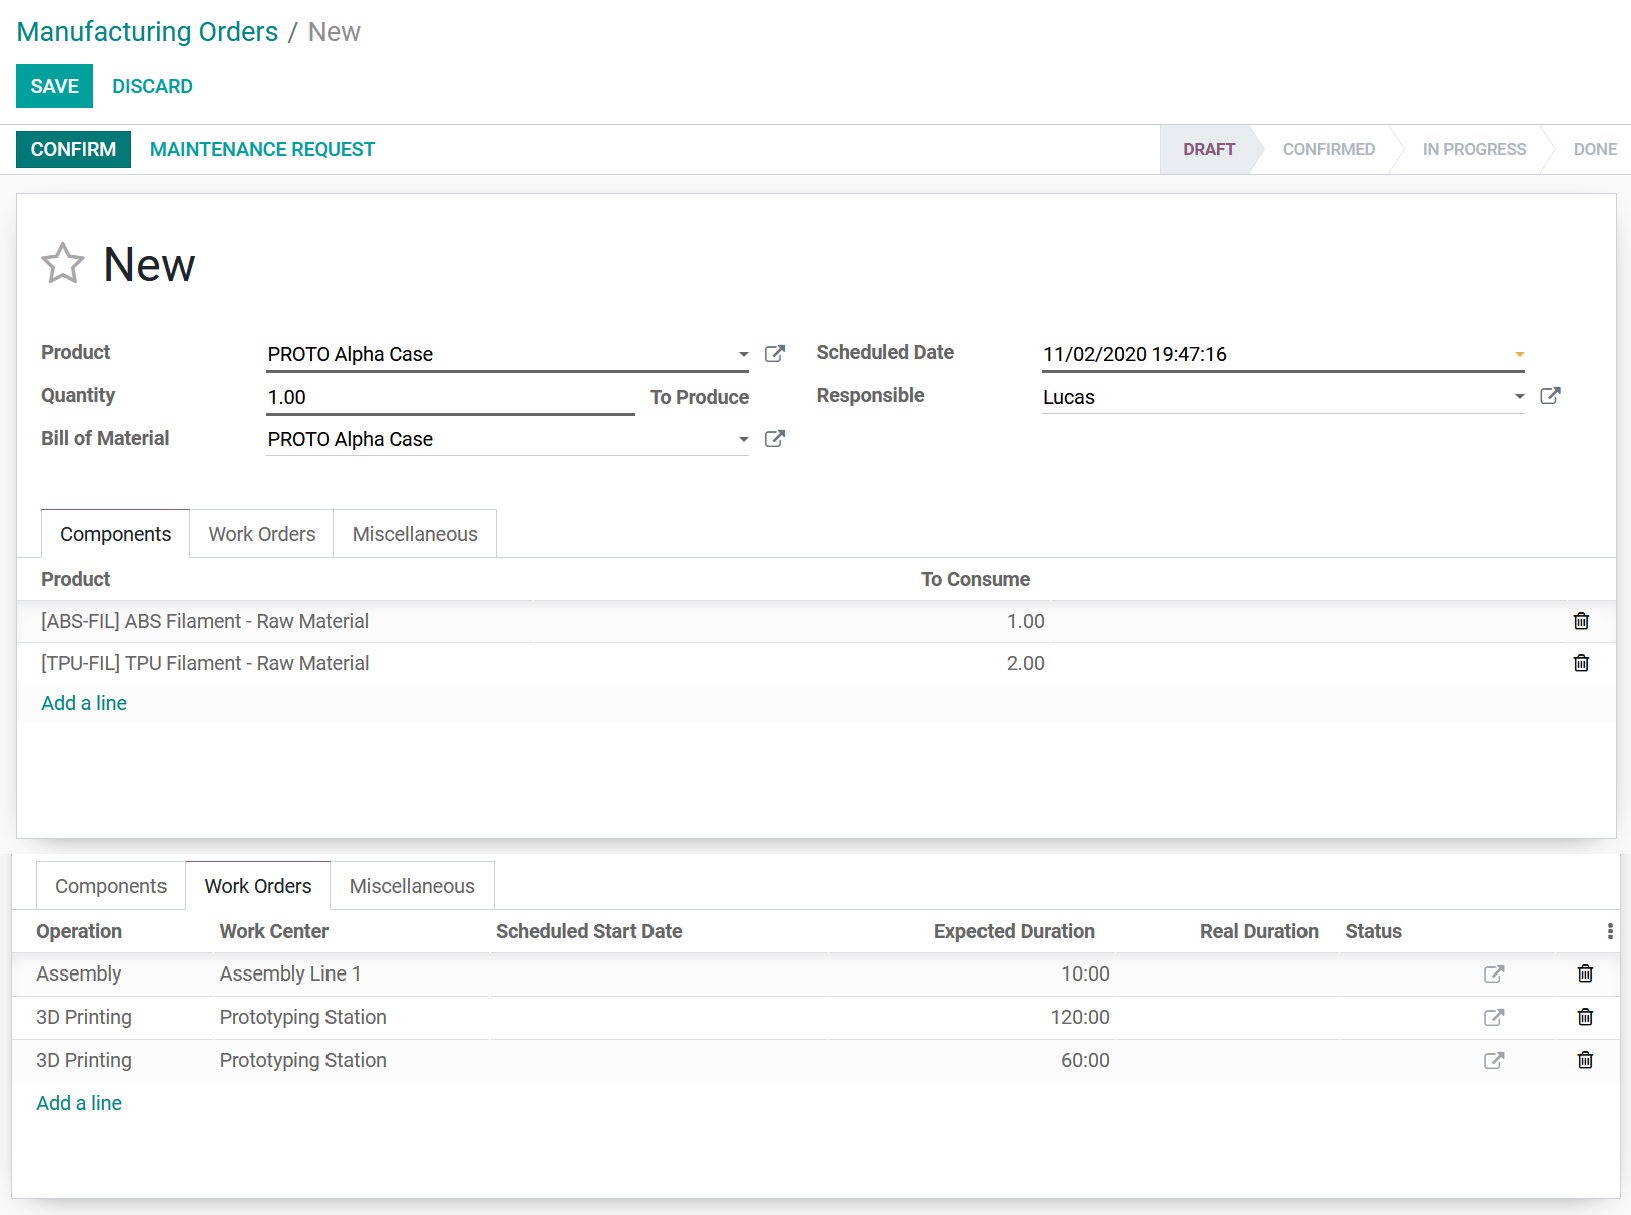 Manufacturing Orders / New
SAVE DISCARD
CONFIRM MAINTENANCE REQUEST DRAFT CONFIRMED IN PROGRESS DONE
New
Product PROTO Alpha Case Scheduled Date 11/02/2020 19:47:16
Quantity 1.00 To Produce Responsible Lucas
Bill of Material PROTO Alpha Case
Components Work Orders Miscellaneous
Product To Consume
[ABS-FIL] ABS Filament - Raw Material 1.00
[TPU-FIL] TPU Filament - Raw Material 2.00
Add a line
Components Work Orders Miscellaneous
Operation Work Center Scheduled Start Date Expected Duration Real Duration Status
Assembly Assembly Line 1 10:00
3D Printing Prototyping Station 120:00
3D Printing Prototyping Station 60:00
Add a line